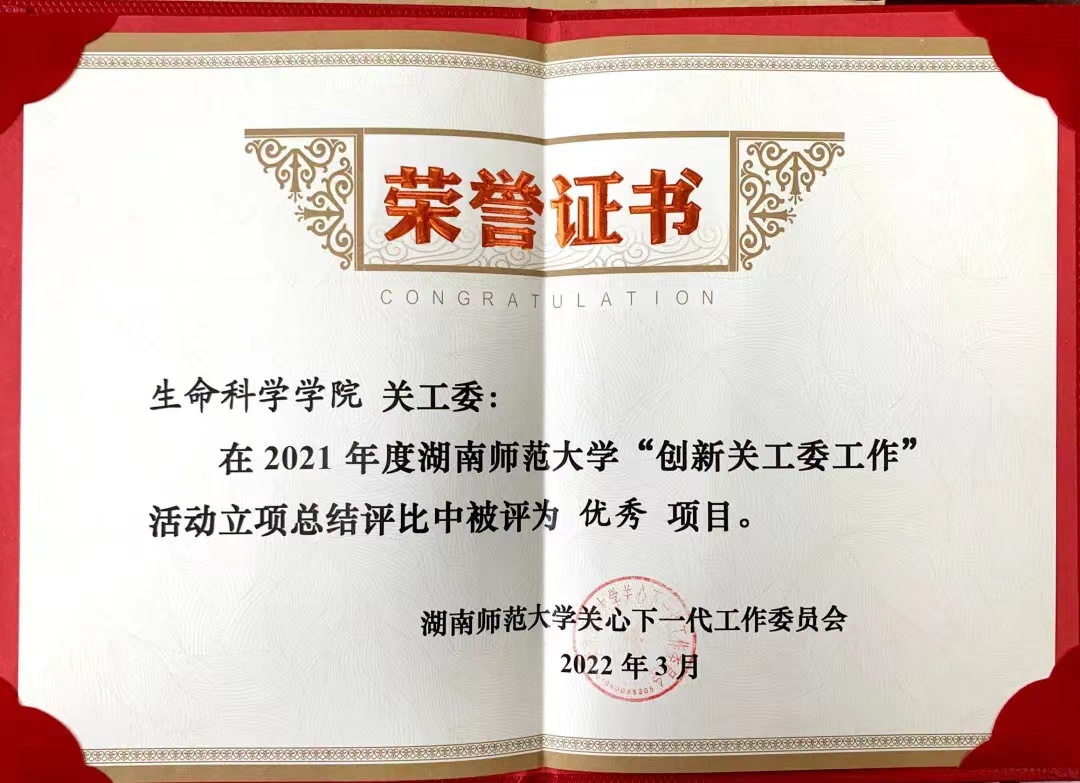 荣誉证书
CONGRATULATION
生命科学学院 关工委：
在 2021 年度湖南师范大学“创新关工委工作”
活动立项总结评比中被评为 优秀 项目。
湖南师范大学关心下一代工作委员会
2022 年 3 月